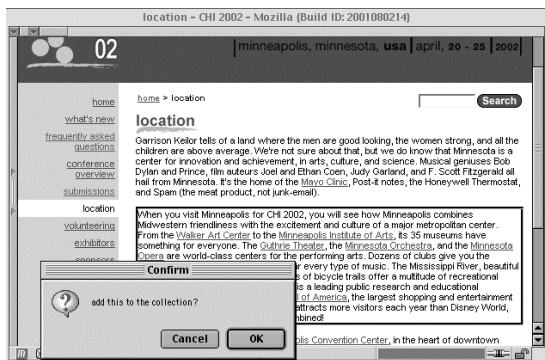 location - CHI 2002 - Mozilla {Build ID: 2001080214}
02
minneapolis, minnesota, usa april, 20 - 25 2002
home
what's new
frequently asked
questions
conference
overview
submissions
location
volunteering
exhibitors
sponsors
home > location
Search
location
Garrison Keilor tells of a land where the men are good looking, the women strong, and all the
children are above average. We're not sure about that, but we do know that Minnesota is a
center for innovation and achievement, in arts, culture, and science. Musical geniuses Bob
Dylan and Prince, film auteurs Joel and Ethan Coen, Judy Garland, and F. Scott Fitzgerald all
hail from Minnesota. It's the home of the Mayo Clinic, Post-it notes, the Honeywell Thermostat,
and Spam (the meat product, not junk-email).
When you visit Minneapolis for CHI 2002, you will see how Minneapolis combines
Midwestern friendliness with the excitement and culture of a major metropolitan center.
From the Walker Art Center to the Minneapolis Institute of Arts, its 35 museums have
something for everyone. The Guthrie Theater, the Minnesota Orchestra, and the Minnesota
Opera are world-class centers for the performing arts. Dozens of clubs give you the
r every type of music. The Mississippi River, beautiful
s of bicycle trails offer a multitude of recreational
is a leading public research and educational
l of America, the largest shopping and entertainment
attracts more visitors each year than Disney World,
mbined!
olis Convention Center, in the heart of downtown
Confirm
add this to the collection?
Cancel
OK